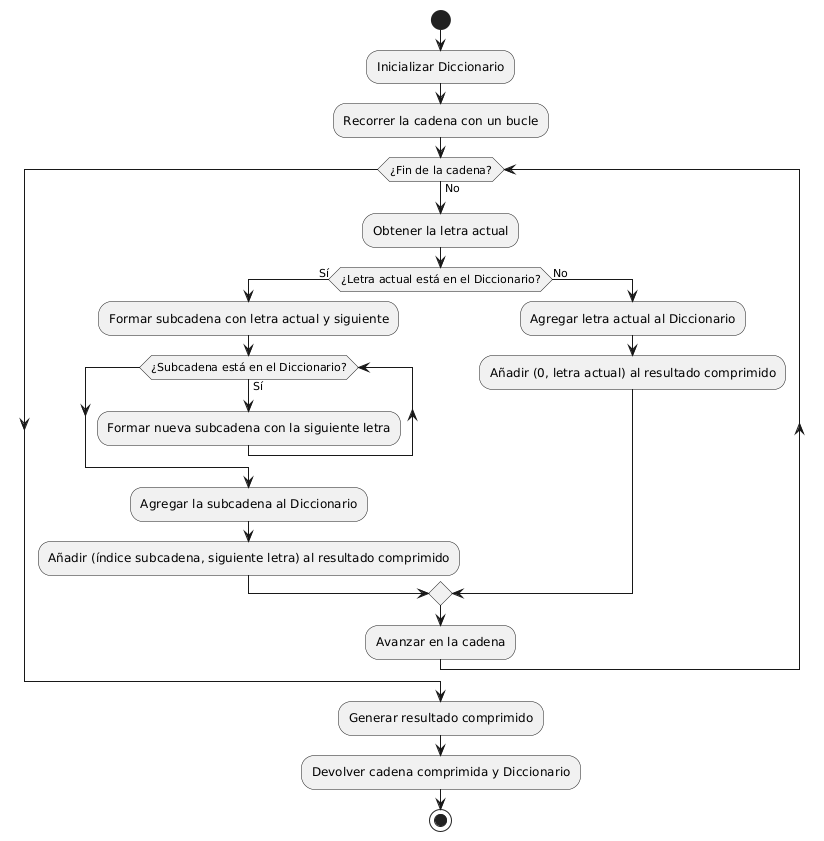 Inicializar Diccionario
Recorrer la cadena con un bucle
¿Fin de la cadena?
No
Obtener la letra actual
Sí
¿Letra actual está en el Diccionario?
No
Formar subcadena con letra actual y siguiente
Agregar letra actual al Diccionario
¿Subcadena está en el Diccionario?
Sí
Añadir (0, letra actual) al resultado comprimido
Formar nueva subcadena con la siguiente letra
Agregar la subcadena al Diccionario
Añadir (índice subcadena, siguiente letra) al resultado comprimido
Avanzar en la cadena
Generar resultado comprimido
Devolver cadena comprimida y Diccionario